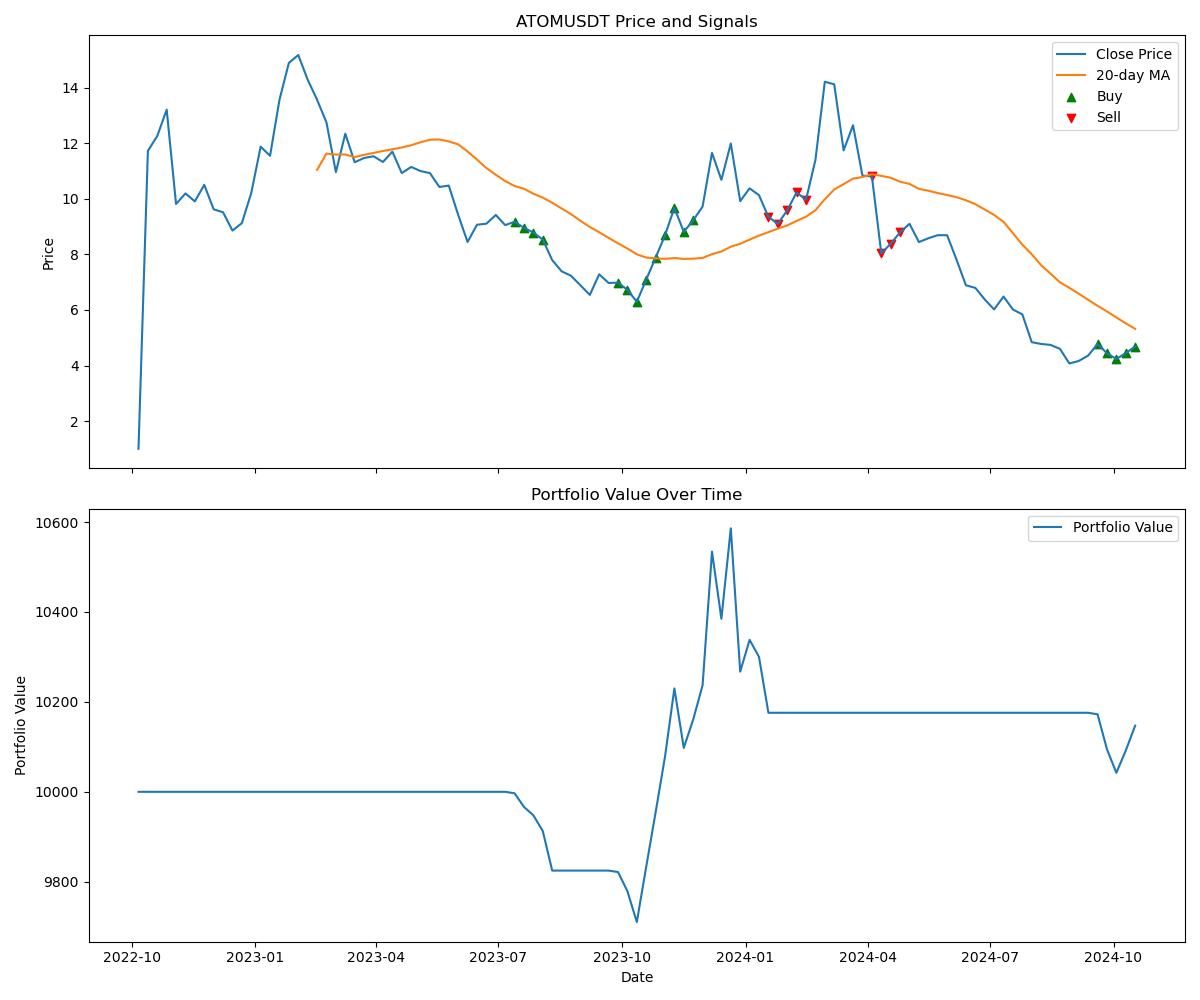 ATOMUSDT Price and Signals
Close Price
20-day MA
Buy
Sell
Price
14
12
10
8
6
4
2
Portfolio Value Over Time
Portfolio Value
Portfolio Value
10600
10400
10200
10000
9800
2022-10 2023-01 2023-04 2023-07 2023-10 2024-01 2024-04 2024-07 2024-10
Date